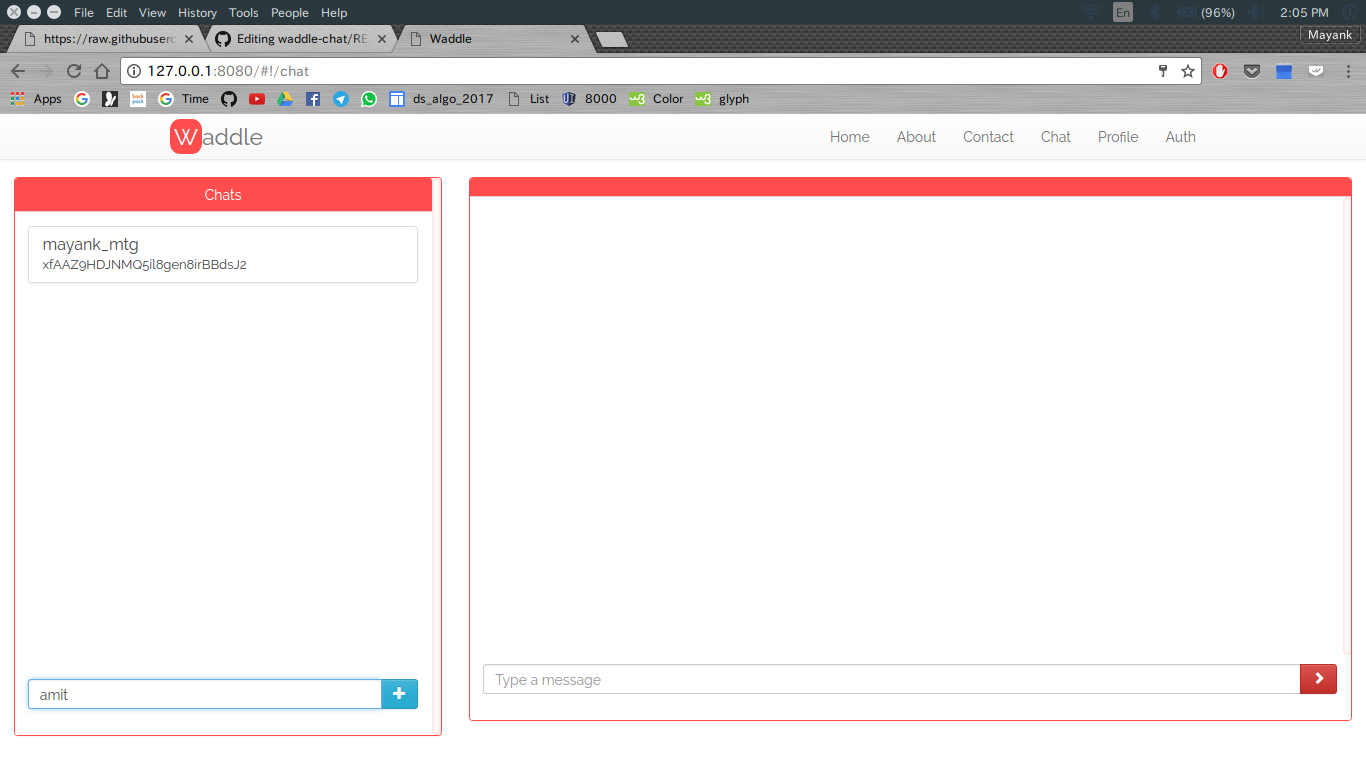 File Edit View History Tools People Help En (96%) 2:05 PM
https://raw.githubuserc Editing waddle-chat/RE Waddle Mayank
127.0.0.1:8080/#!/chat
Apps Time ds_algo_2017 List 8000 Color glyph
Waddle Home About Contact Chat Profile Auth
Chats
mayank_mtg
xfAAZ9HDJNMQ5il8gen8irBBdsJ2
Type a message
amit